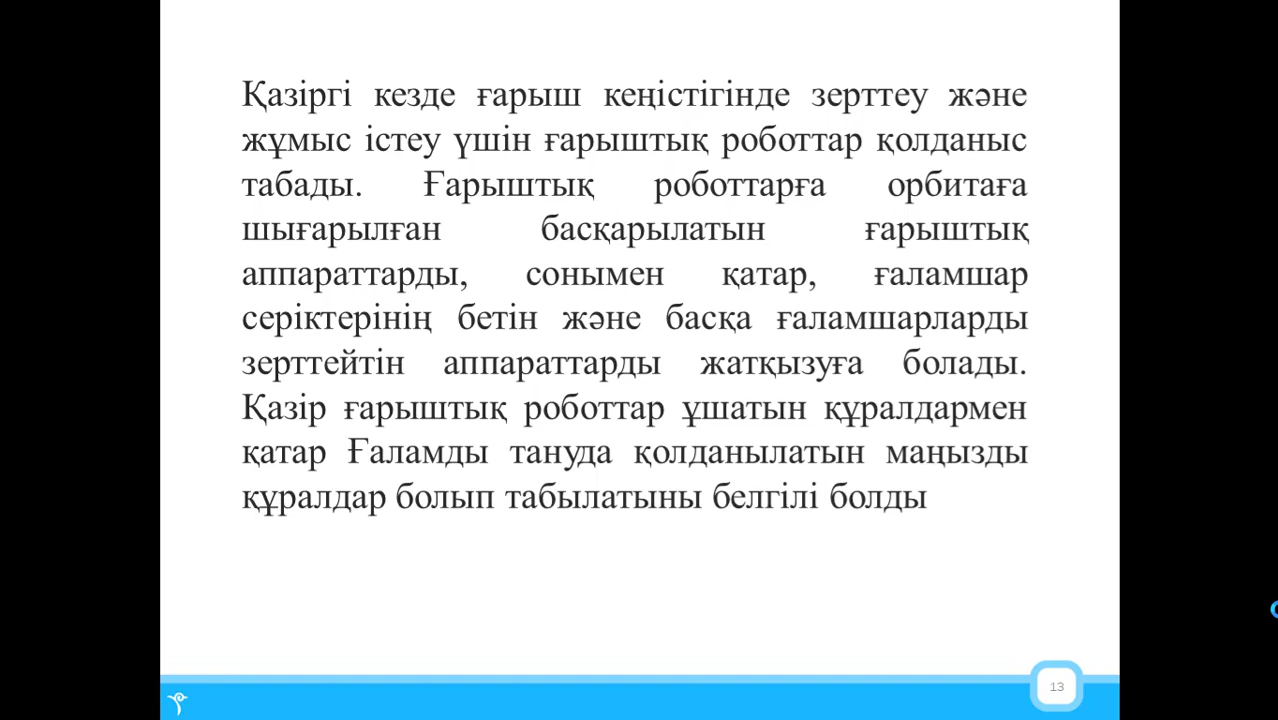 Қазіргі кезде ғарыш кеңістігінде зерттеу және
жұмыс істеу үшін ғарыштық роботтар қолданыс
табады. Ғарыштық роботтарға орбитаға
шығарылған басқарылатын ғарыштық
аппараттарды, сонымен қатар, ғаламшар
серіктерінің бетін және басқа ғаламшарларды
зерттейтін аппараттарды жатқызуға болады.
Қазір ғарыштық роботтар ұшатын құралдармен
қатар Ғаламды тануда қолданылатын маңызды
құралдар болып табылатыны белгілі болды
13